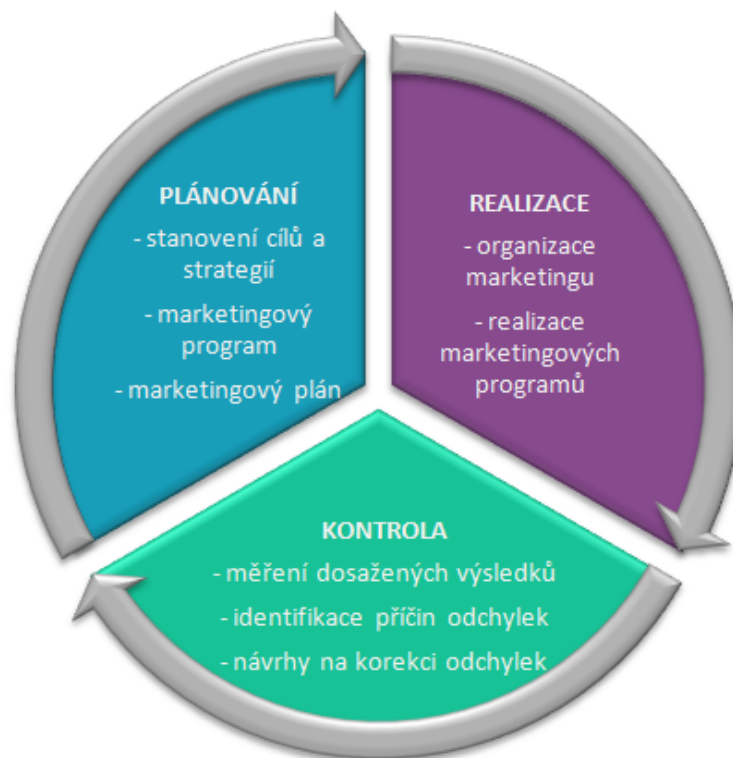 PLÁNOVÁNÍ
- stanovení cílů a
strategií
- marketingový
program
- marketingový plán
REALIZACE
- organizace
marketingu
- realizace
marketingových
programů
KONTROLA
- měření dosažených výsledků
- identifikace příčin odchylek
- návrhy na korekci odchylek